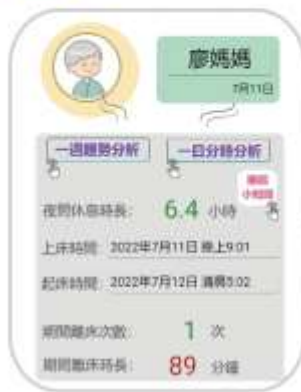 廖媽媽
7月11日
一週趨勢分析
一日分時分析
小知識
夜間休息時長: 6.4 小時
上床時間: 2022年7月11日 晚上9:01
起床時間: 2022年7月12日 清晨5:02
期間離床次數: 1 次
期間離床時長: 89 分鐘